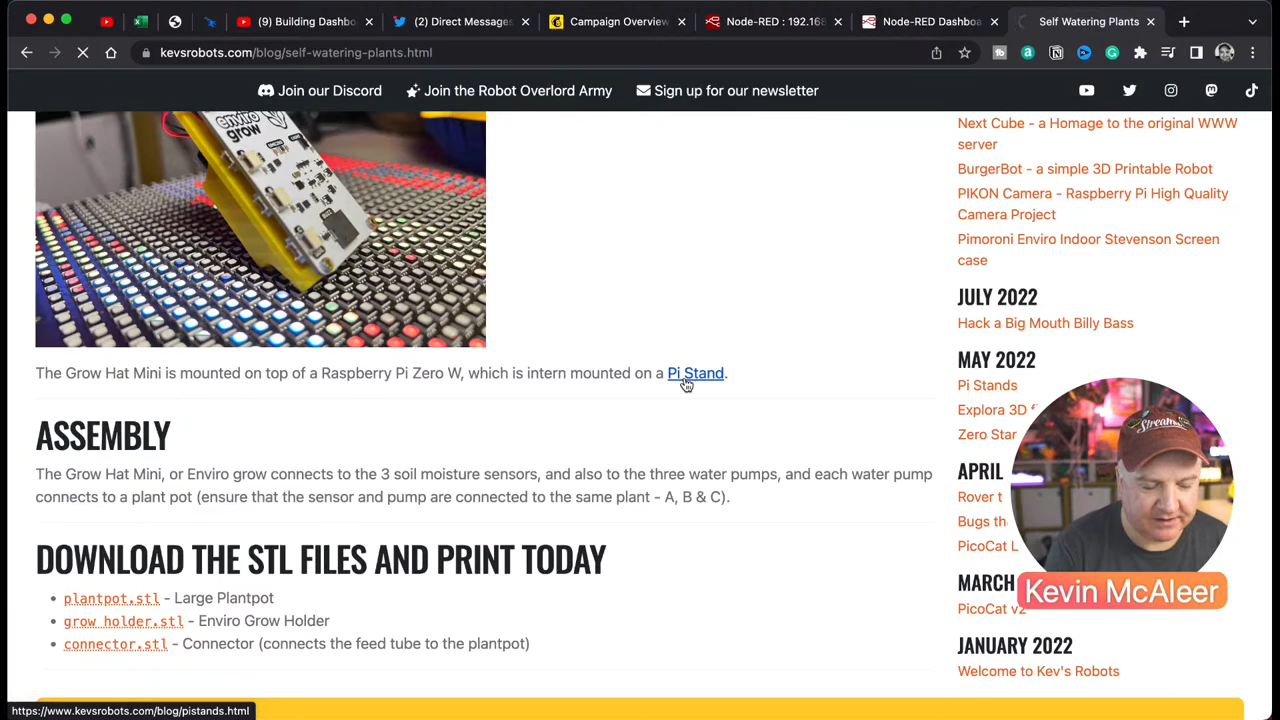 (9) Building Dashbo
(2) Direct Messages
Campaign Overview
Node-RED : 192.168
Node-RED Dashboa
Self Watering Plants
kevsrobots.com/blog/self-watering-plants.html
Join our Discord
Join the Robot Overlord Army
Sign up for our newsletter
enviro
grow
The Grow Hat Mini is mounted on top of a Raspberry Pi Zero W, which is intern mounted on a Pi Stand.
ASSEMBLY
The Grow Hat Mini, or Enviro grow connects to the 3 soil moisture sensors, and also to the three water pumps, and each water pump
connects to a plant pot (ensure that the sensor and pump are connected to the same plant - A, B & C).
DOWNLOAD THE STL FILES AND PRINT TODAY
• plantpot.stl - Large Plantpot
• grow_holder.stl - Enviro Grow Holder
• connector.stl - Connector (connects the feed tube to the plantpot)
Next Cube - a Homage to the original WWW
server
BurgerBot - a simple 3D Printable Robot
PIKON Camera - Raspberry Pi High Quality
Camera Project
Pimoroni Enviro Indoor Stevenson Screen
case
JULY 2022
Hack a Big Mouth Billy Bass
MAY 2022
Pi Stands
Explora 3D f
Zero Star
APRIL
Rover t
Bugs th
PicoCat L
MARCH
PicoCat v2
JANUARY 2022
Welcome to Kev's Robots
Kevin McAleer
https://www.kevsrobots.com/blog/pistands.html